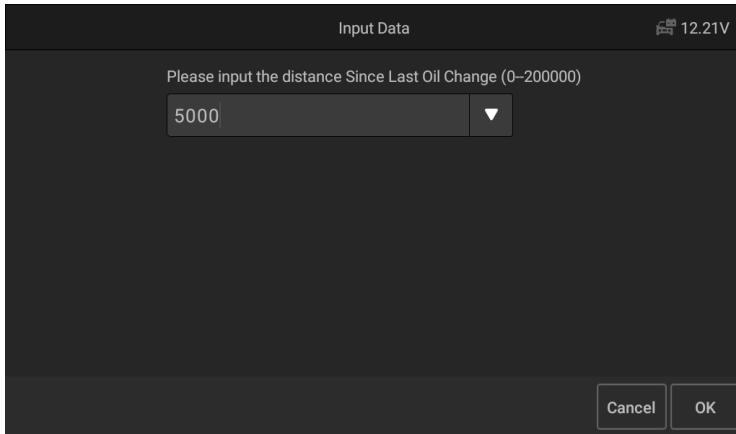 Input Data
12.21V
Please input the distance Since Last Oil Change (0--200000)
5000
Cancel
OK